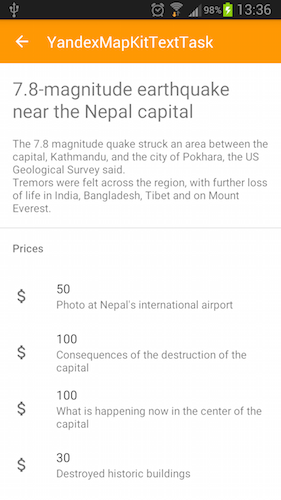 98% 13:36
YandexMapKitTextTask
7.8-magnitude earthquake
near the Nepal capital
The 7.8 magnitude quake struck an area between the
capital, Kathmandu, and the city of Pokhara, the US
Geological Survey said.
Tremors were felt across the region, with further loss
of life in India, Bangladesh, Tibet and on Mount
Everest.
Prices
$ 50
Photo at Nepal's international airport
$ 100
Consequences of the destruction of the
capital
$ 100
What is happening now in the center of the
capital
$ 30
Destroyed historic buildings